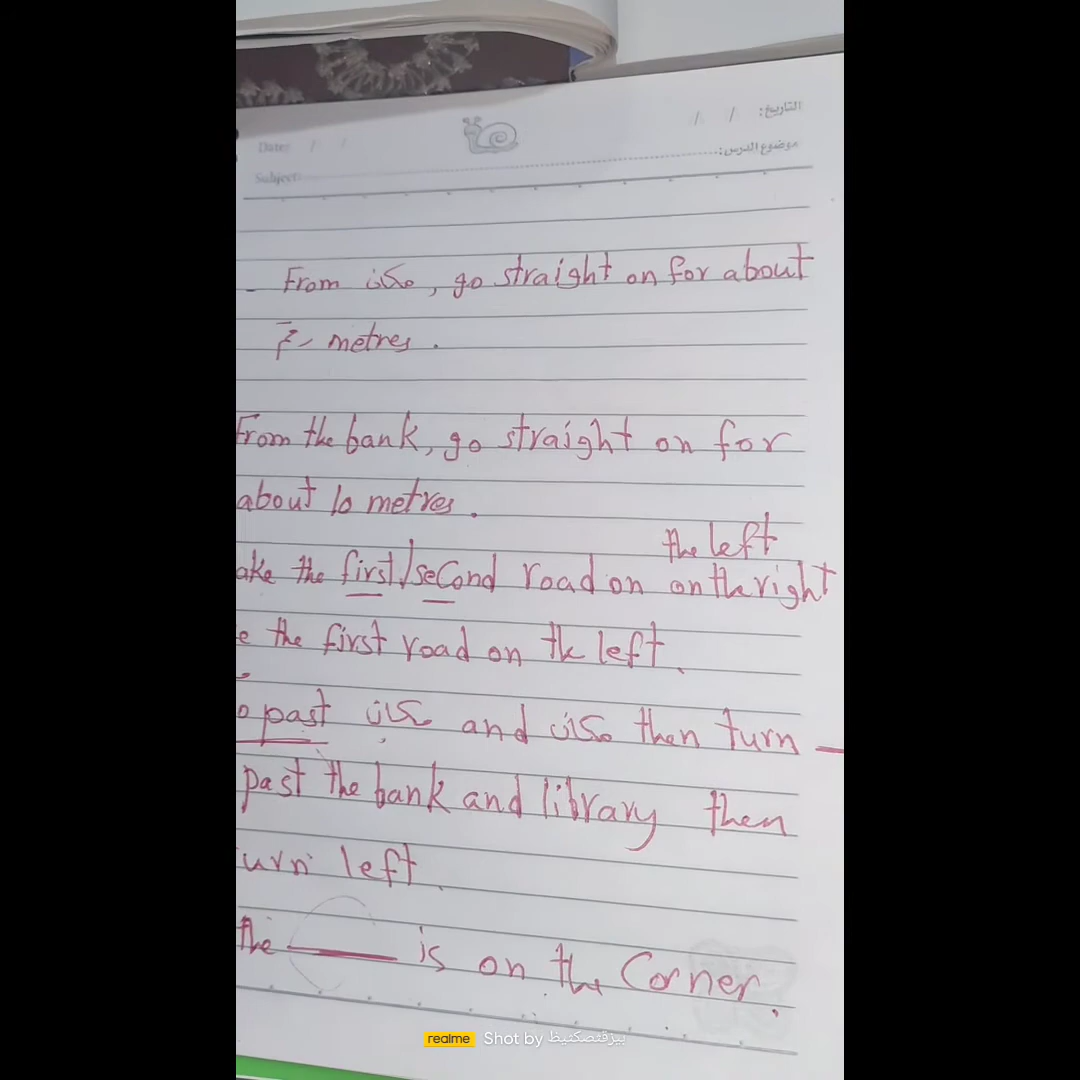 التاريخ: / /
Date: / /
موضوع الدرس:
Subject:
- From مكان, go straight on for about
metres.
From the bank, go straight on for
about 10 metres.
the left
ake the first/second road on on the right
e the first road on the left.
o past مكان and مكان then turn —
past the bank and library then
urn left.
the ــــــ is on the Corner.
realme Shot by